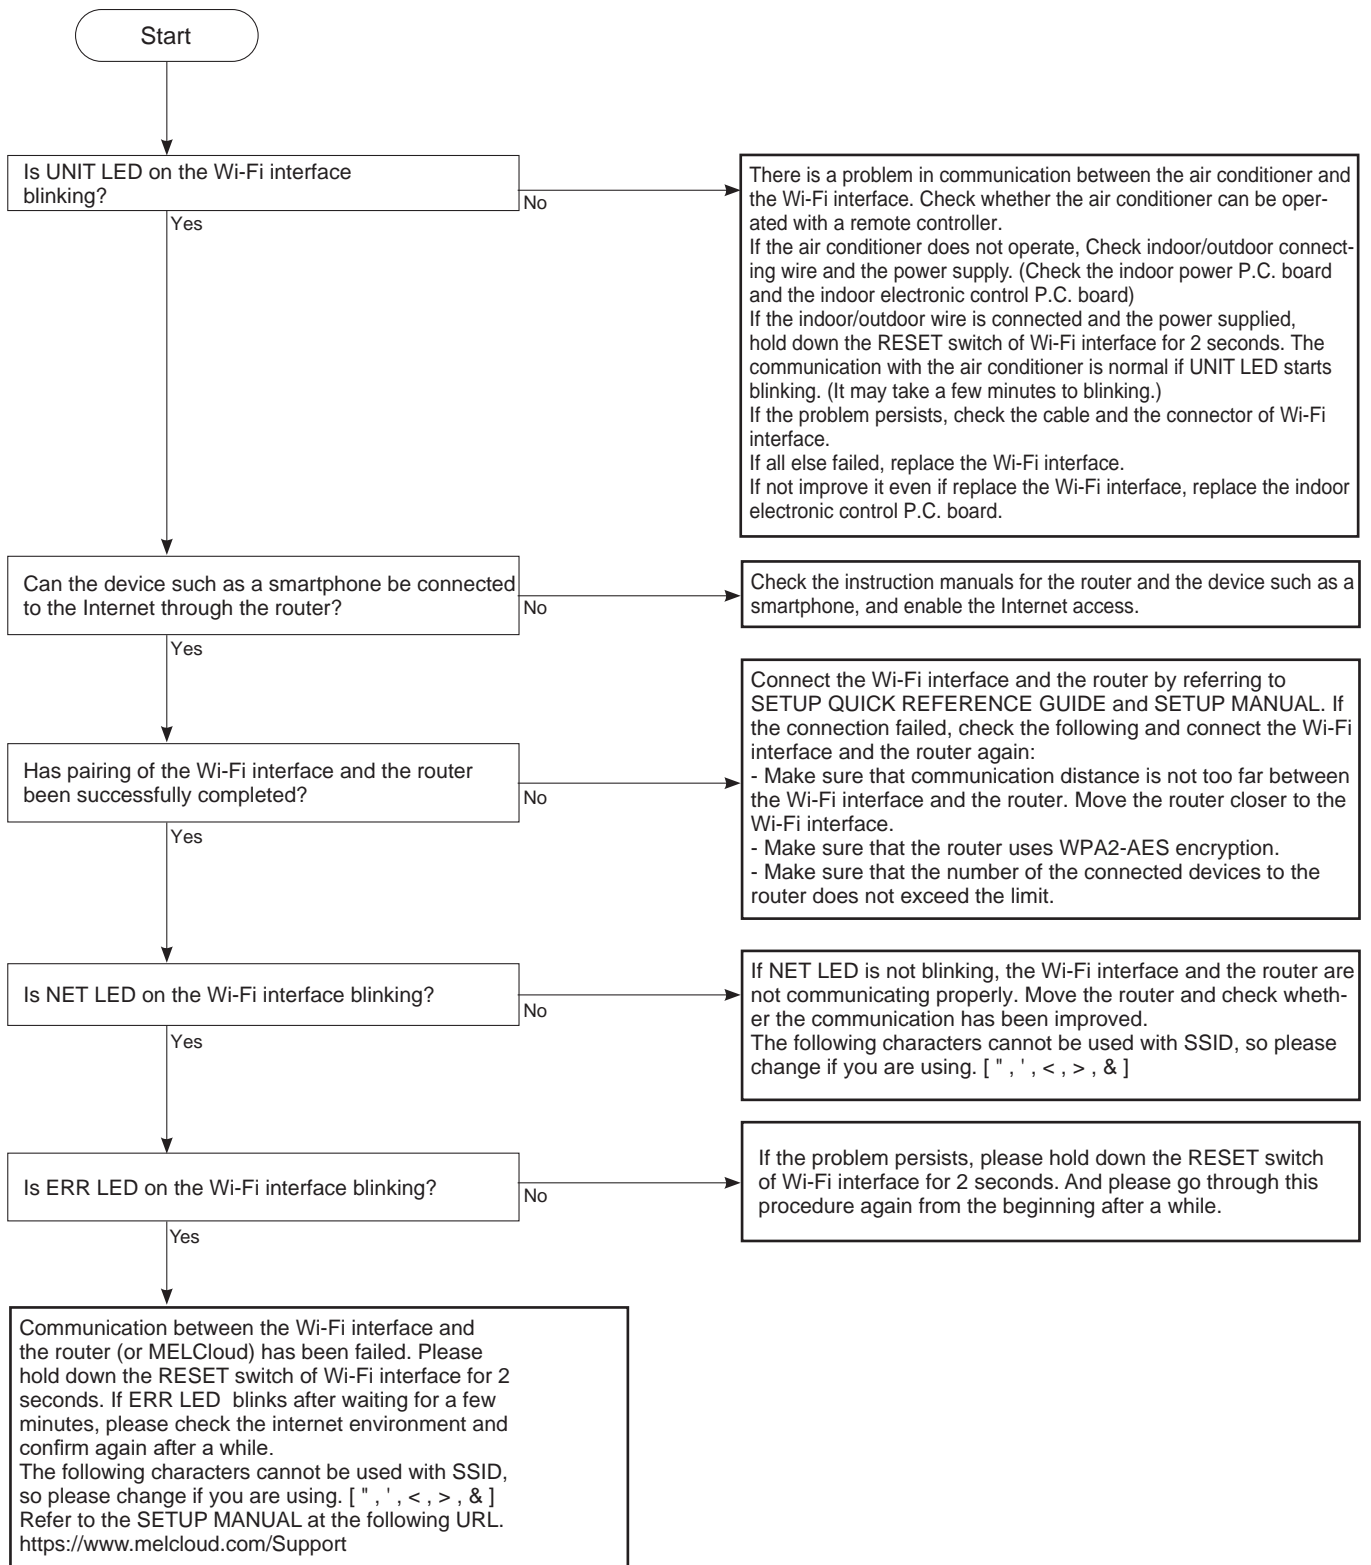 Start
Is UNIT LED on the Wi-Fi interface
blinking?
No
Yes
There is a problem in communication between the air conditioner and
the Wi-Fi interface. Check whether the air conditioner can be oper-
ated with a remote controller.
If the air conditioner does not operate, Check indoor/outdoor connect-
ing wire and the power supply. (Check the indoor power P.C. board
and the indoor electronic control P.C. board)
If the indoor/outdoor wire is connected and the power supplied,
hold down the RESET switch of Wi-Fi interface for 2 seconds. The
communication with the air conditioner is normal if UNIT LED starts
blinking. (It may take a few minutes to blinking.)
If the problem persists, check the cable and the connector of Wi-Fi
interface.
If all else failed, replace the Wi-Fi interface.
If not improve it even if replace the Wi-Fi interface, replace the indoor
electronic control P.C. board.
Can the device such as a smartphone be connected
to the Internet through the router?
No
Yes
Check the instruction manuals for the router and the device such as a
smartphone, and enable the Internet access.
Has pairing of the Wi-Fi interface and the router
been successfully completed?
No
Yes
Connect the Wi-Fi interface and the router by referring to
SETUP QUICK REFERENCE GUIDE and SETUP MANUAL. If
the connection failed, check the following and connect the Wi-Fi
interface and the router again:
- Make sure that communication distance is not too far between
the Wi-Fi interface and the router. Move the router closer to the
Wi-Fi interface.
- Make sure that the router uses WPA2-AES encryption.
- Make sure that the number of the connected devices to the
router does not exceed the limit.
Is NET LED on the Wi-Fi interface blinking?
No
Yes
If NET LED is not blinking, the Wi-Fi interface and the router are
not communicating properly. Move the router and check wheth-
er the communication has been improved.
The following characters cannot be used with SSID, so please
change if you are using. [ " , ' , < , > , & ]
Is ERR LED on the Wi-Fi interface blinking?
No
Yes
If the problem persists, please hold down the RESET switch
of Wi-Fi interface for 2 seconds. And please go through this
procedure again from the beginning after a while.
Communication between the Wi-Fi interface and
the router (or MELCloud) has been failed. Please
hold down the RESET switch of Wi-Fi interface for 2
seconds. If ERR LED  blinks after waiting for a few
minutes, please check the internet environment and
confirm again after a while.
The following characters cannot be used with SSID,
so please change if you are using. [ " , ' , < , > , & ]
Refer to the SETUP MANUAL at the following URL.
https://www.melcloud.com/Support